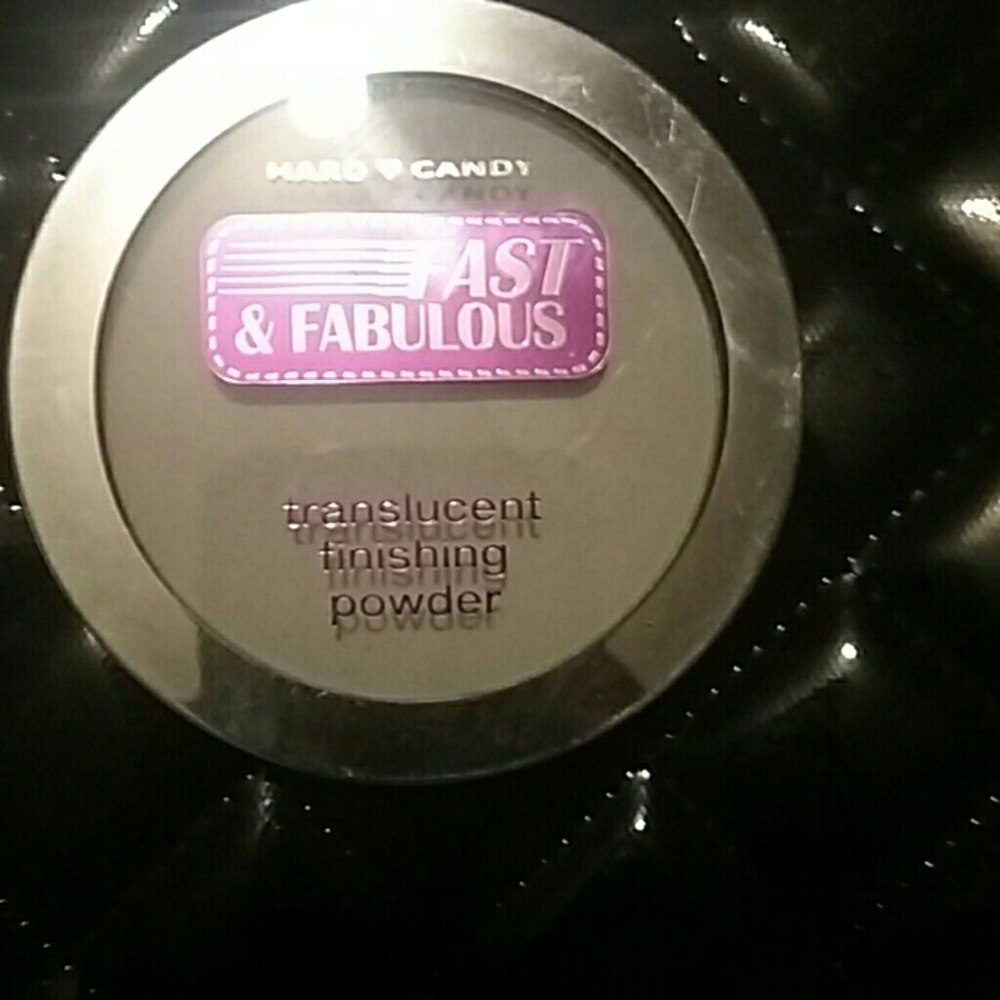 HARD CANDY
FAST
& FABULOUS
translucent
finishing
powder